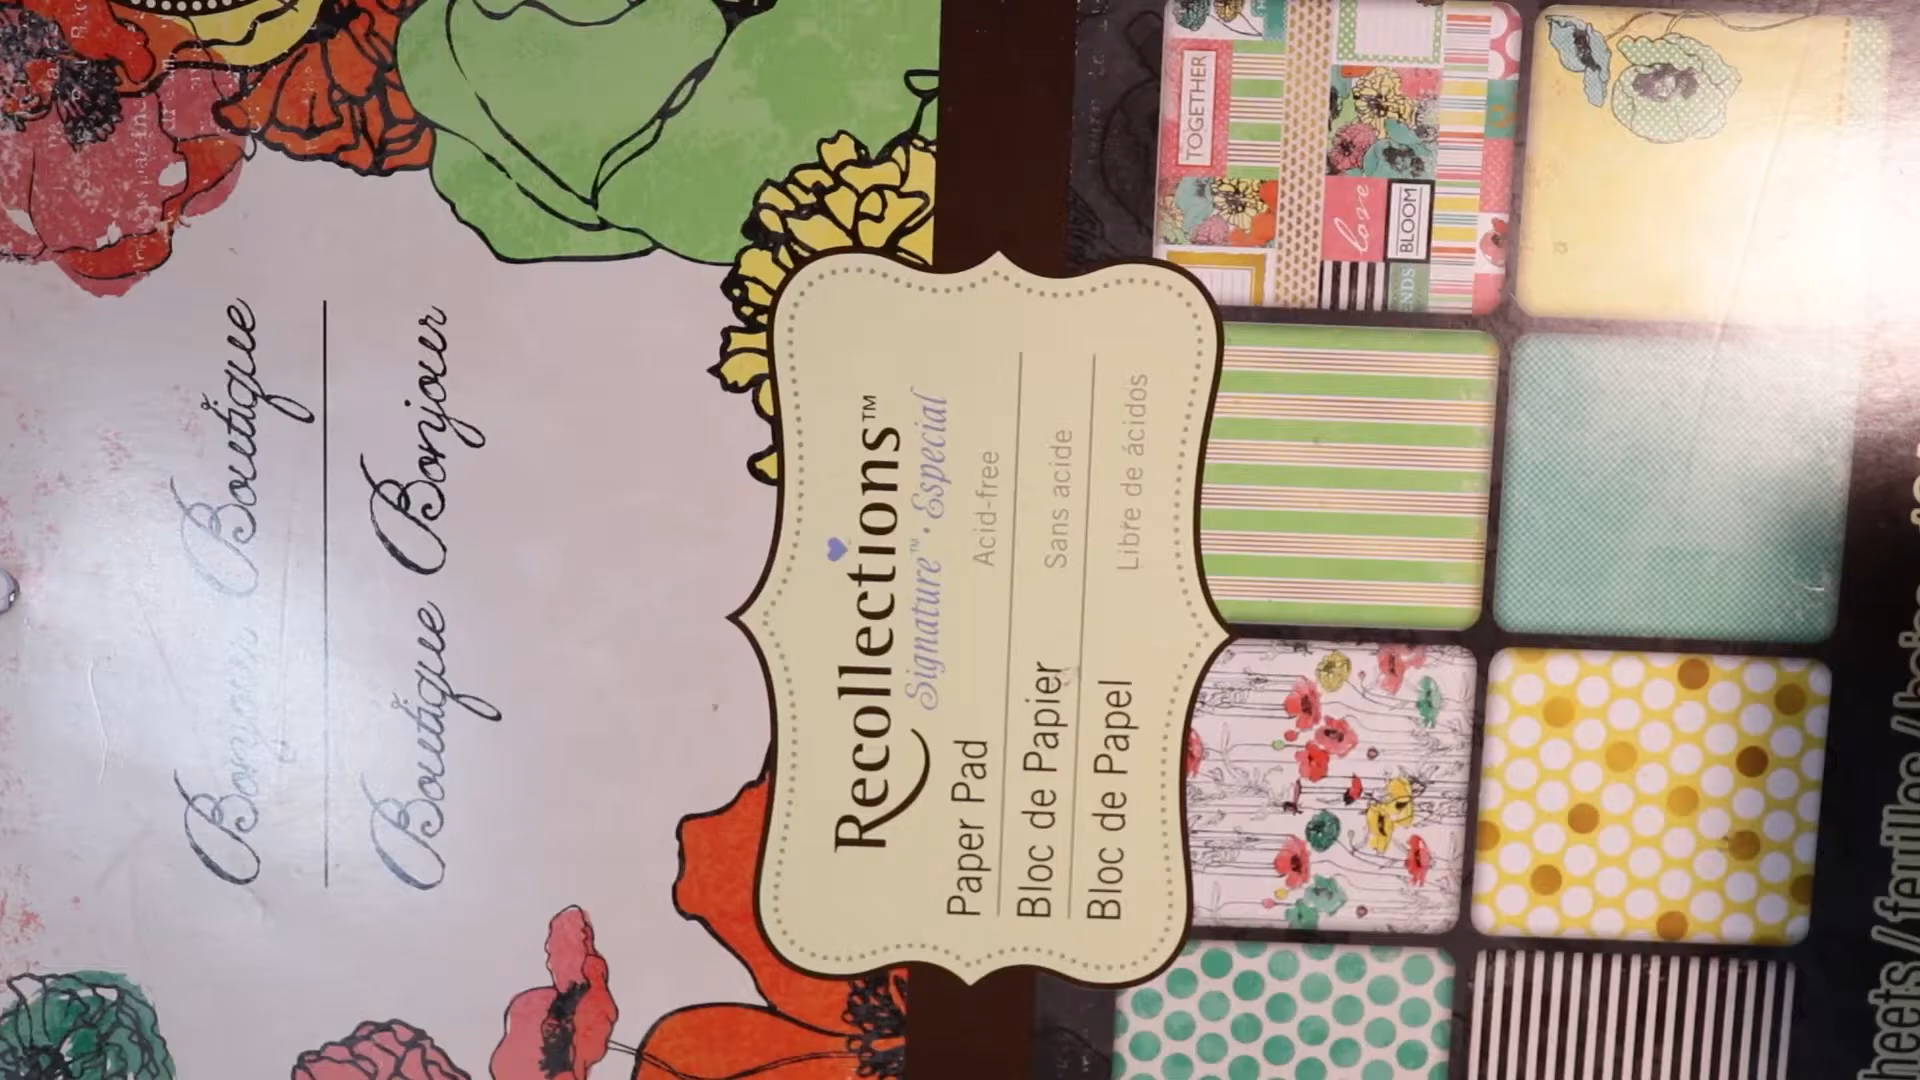 Bonjour Boutique
Boutique Bonjour
Recollections™
Signature™ · Especial
Paper Pad Acid-free
Bloc de Papier Sans acide
Bloc de Papel Libre de ácidos
TOGETHER
love
BLOOM